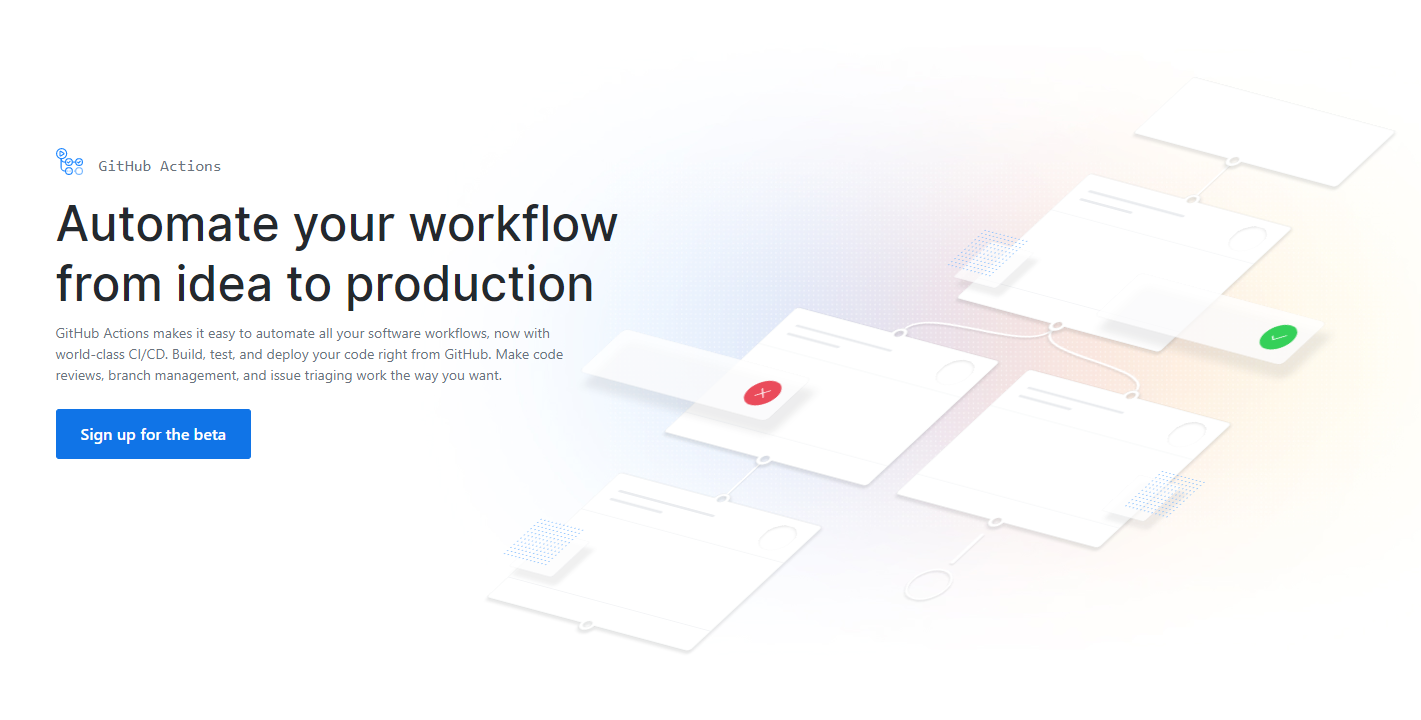 GitHub Actions
Automate your workflow
from idea to production
GitHub Actions makes it easy to automate all your software workflows, now with
world-class CI/CD. Build, test, and deploy your code right from GitHub. Make code
reviews, branch management, and issue triaging work the way you want.
Sign up for the beta